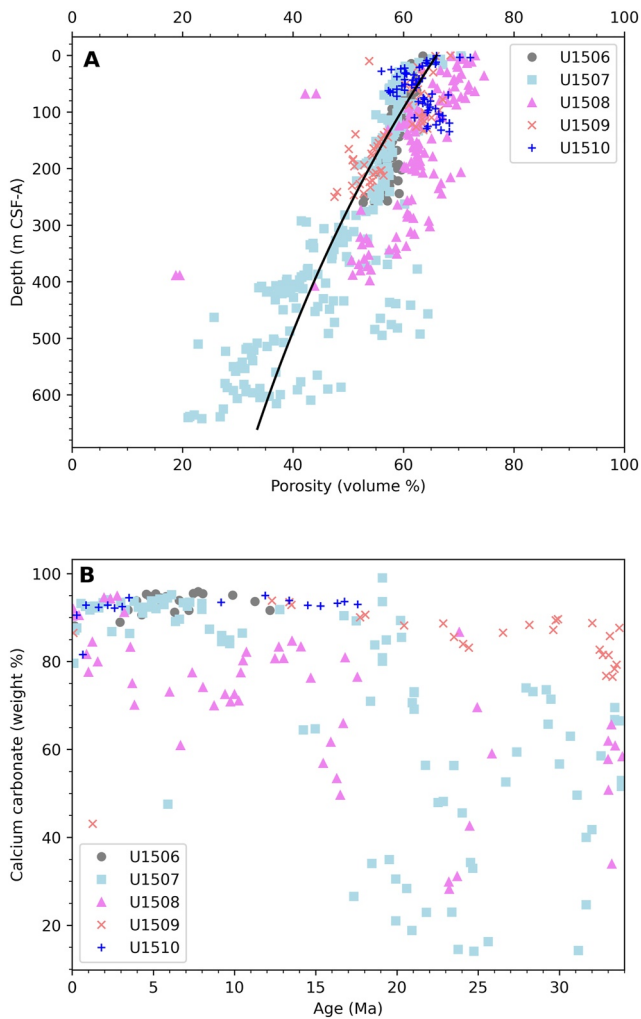 0 20 40 60 80 100
A
U1506
U1507
U1508
U1509
U1510
0
100
200
300
400
500
600
Depth (m CSF-A)
0 20 40 60 80 100
Porosity (volume %)
B
100
80
60
40
20
Calcium carbonate (weight %)
U1506
U1507
U1508
U1509
U1510
0 5 10 15 20 25 30
Age (Ma)